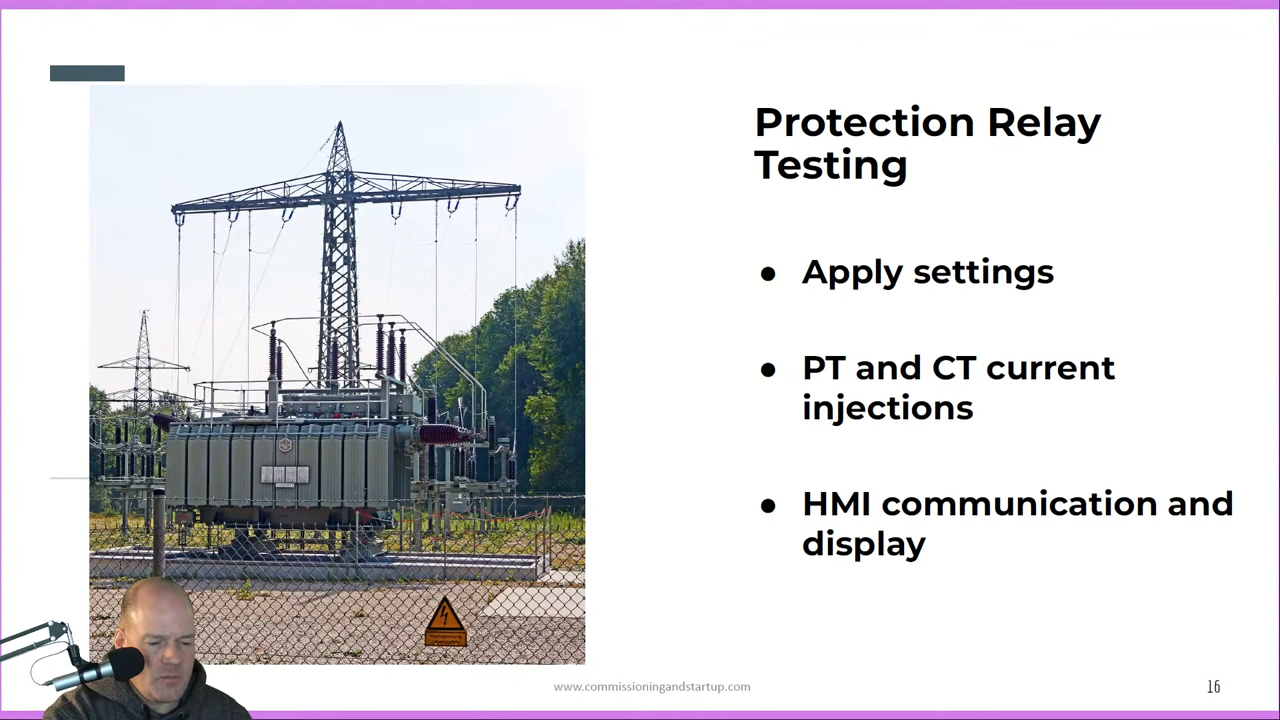 Protection Relay
Testing
● Apply settings
● PT and CT current
injections
● HMI communication and
display
www.commissioningandstartup.com
16